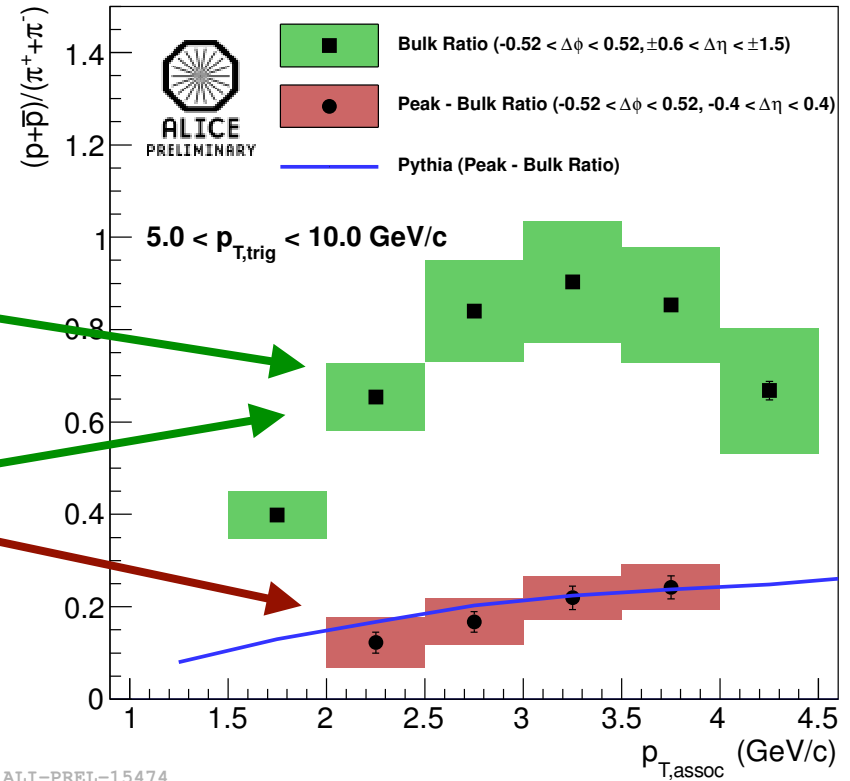 (p+p̅)/(π⁺+π⁻)
1.4
1.2
1
0.8
0.6
0.4
0.2
0
ALICE
PRELIMINARY
Bulk Ratio (-0.52 < Δϕ < 0.52, ±0.6 < Δη < ±1.5)
Peak - Bulk Ratio (-0.52 < Δϕ < 0.52, -0.4 < Δη < 0.4)
Pythia (Peak - Bulk Ratio)
5.0 < p_T,trig < 10.0 GeV/c
1 1.5 2 2.5 3 3.5 4 4.5
p_T,assoc (GeV/c)
ALI-PREL-15474